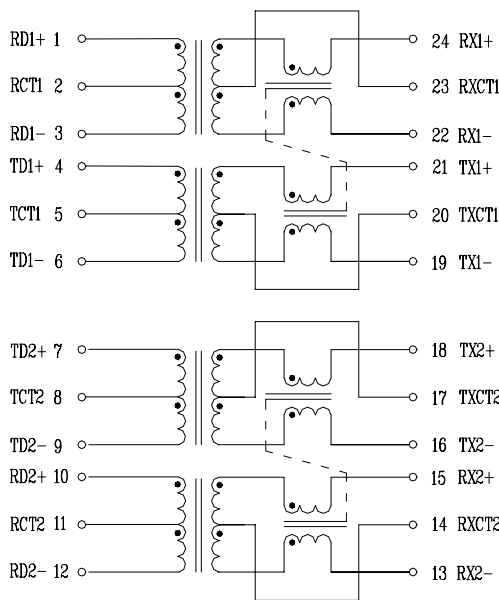 RD1+ 1 24 RX1+
RCT1 2 23 RXCT1
RD1- 3 22 RX1-
TD1+ 4 21 TX1+
TCT1 5 20 TXCT1
TD1- 6 19 TX1-
TD2+ 7 18 TX2+
TCT2 8 17 TXCT2
TD2- 9 16 TX2-
RD2+ 10 15 RX2+
RCT2 11 14 RXCT2
RD2- 12 13 RX2-